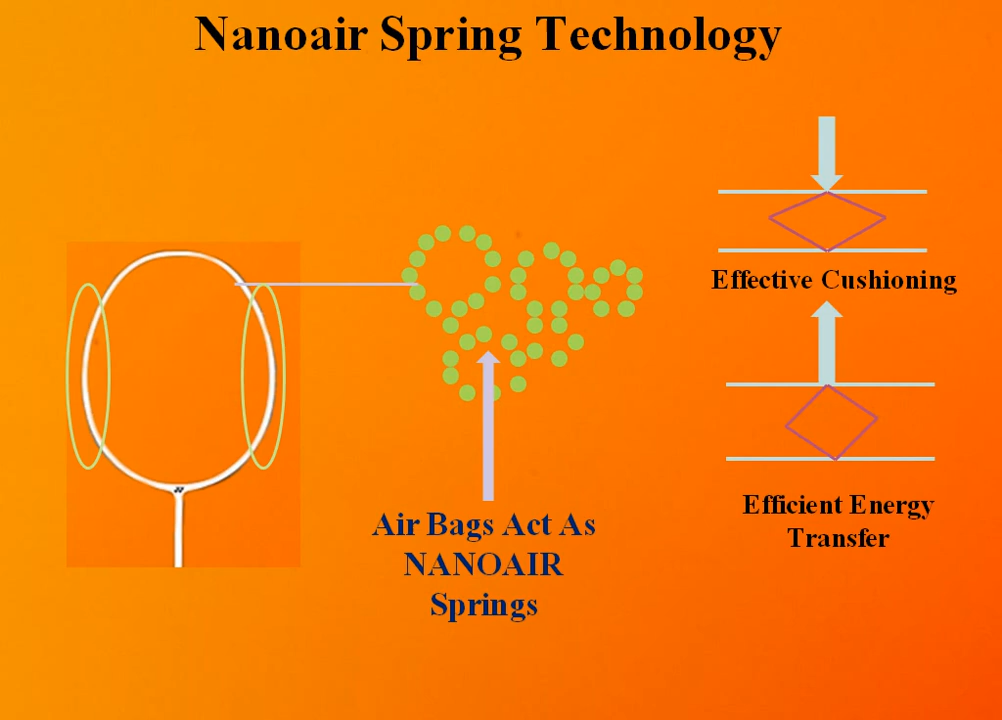 Nanoair Spring Technology
Effective Cushioning
Efficient Energy
Transfer
Air Bags Act As
NANOAIR
Springs